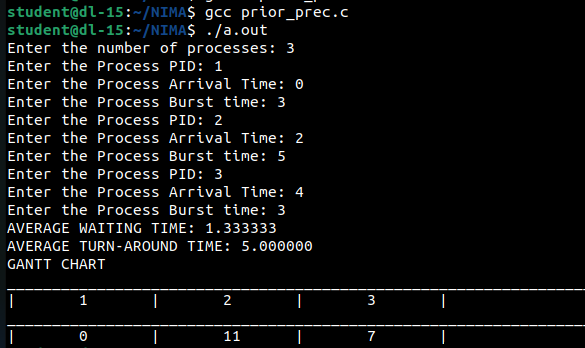 student@dl-15:~/NIMA$ gcc prior_prec.c
student@dl-15:~/NIMA$ ./a.out
Enter the number of processes: 3
Enter the Process PID: 1
Enter the Process Arrival Time: 0
Enter the Process Burst time: 3
Enter the Process PID: 2
Enter the Process Arrival Time: 2
Enter the Process Burst time: 5
Enter the Process PID: 3
Enter the Process Arrival Time: 4
Enter the Process Burst time: 3
AVERAGE WAITING TIME: 1.333333
AVERAGE TURN-AROUND TIME: 5.000000
GANTT CHART
| 1 | 2 | 3 |
| 0 | 11 | 7 |